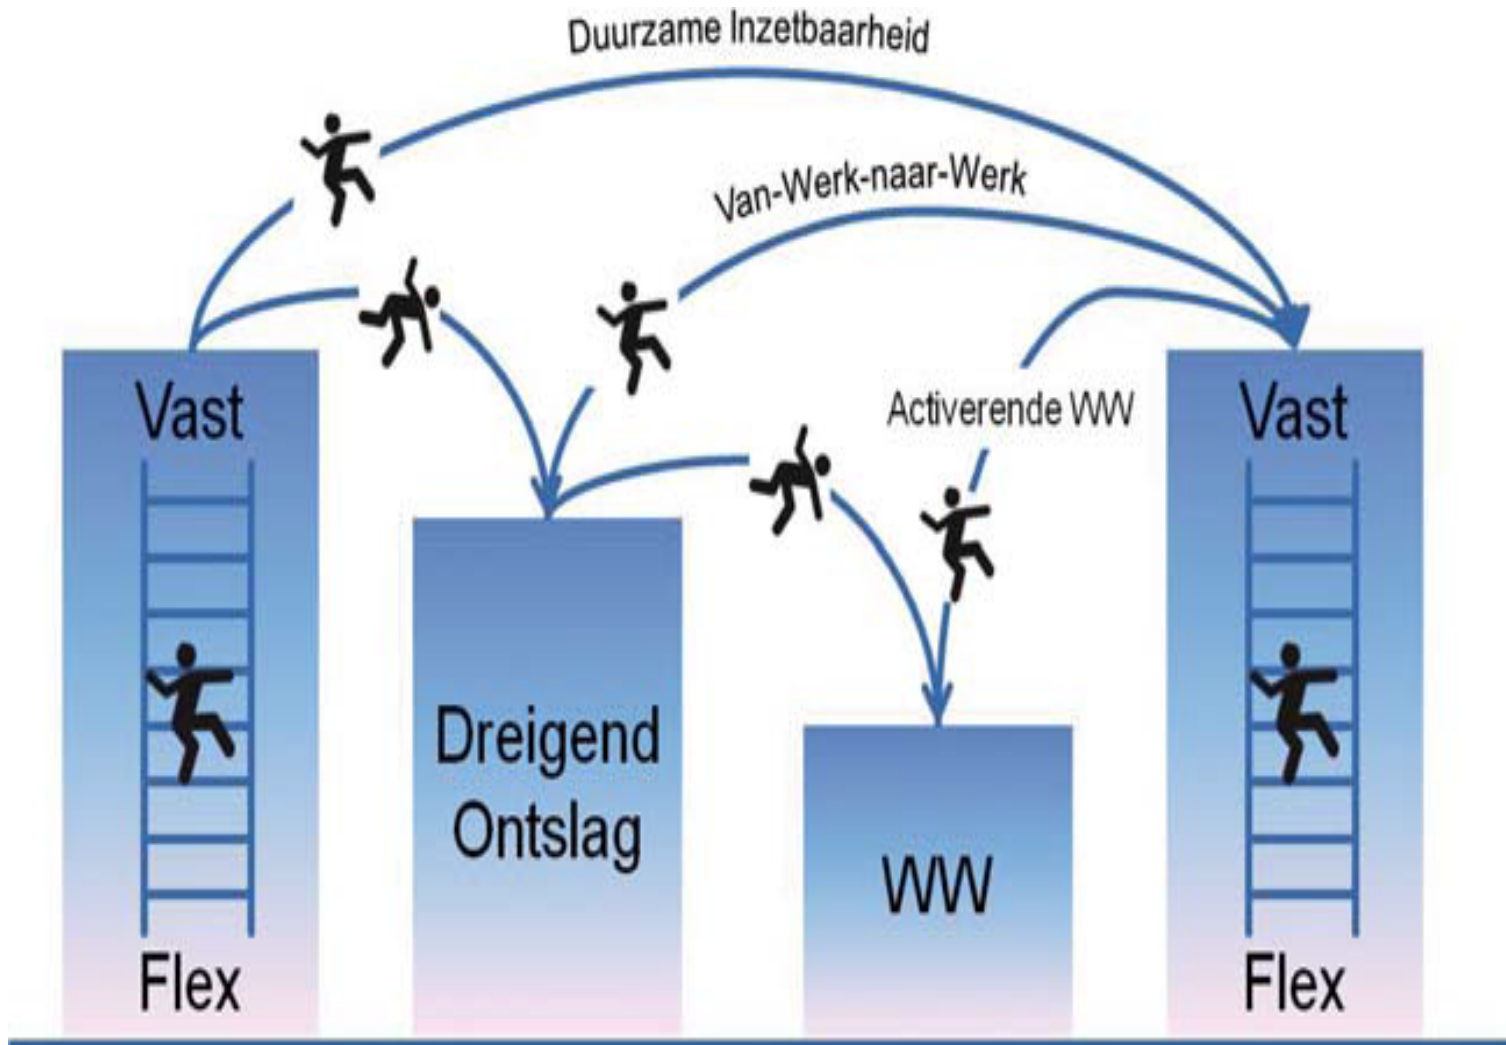 Duurzame Inzetbaarheid
Van-Werk-naar-Werk
Activerende WW
Vast
Flex
Dreigend
Ontslag
WW
Vast
Flex